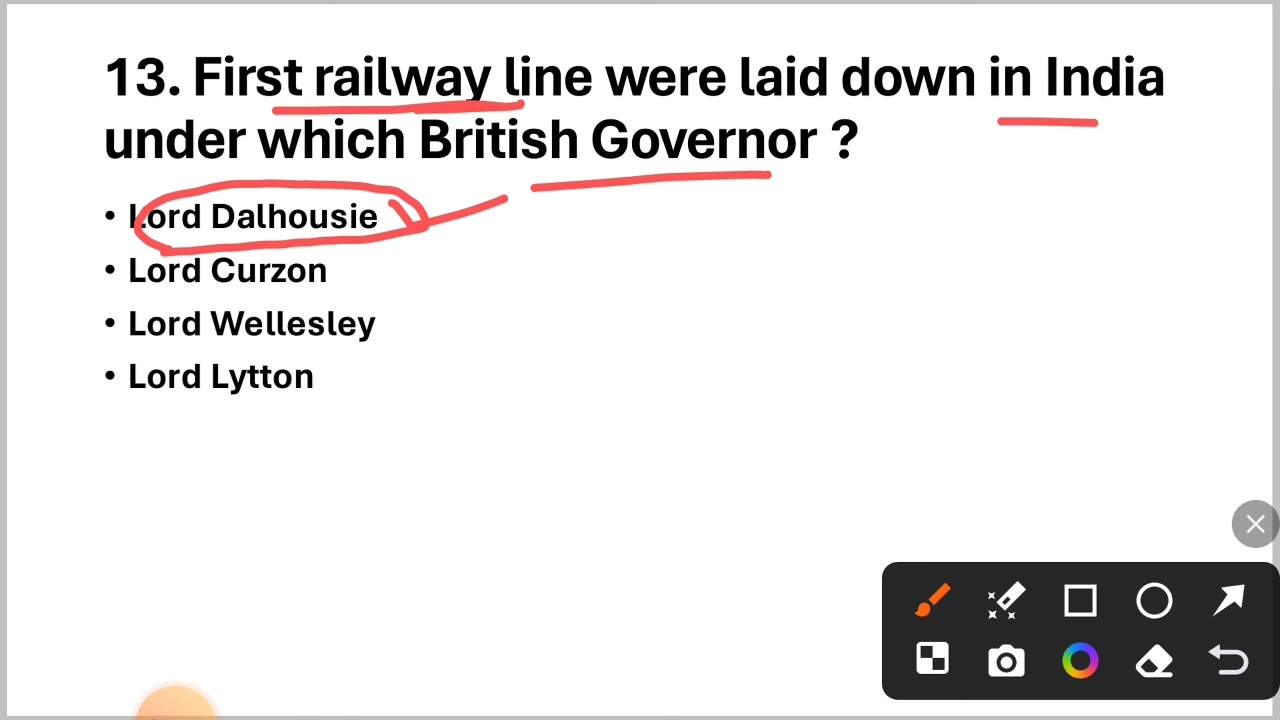 13. First railway line were laid down in India
under which British Governor ?
• Lord Dalhousie
• Lord Curzon
• Lord Wellesley
• Lord Lytton